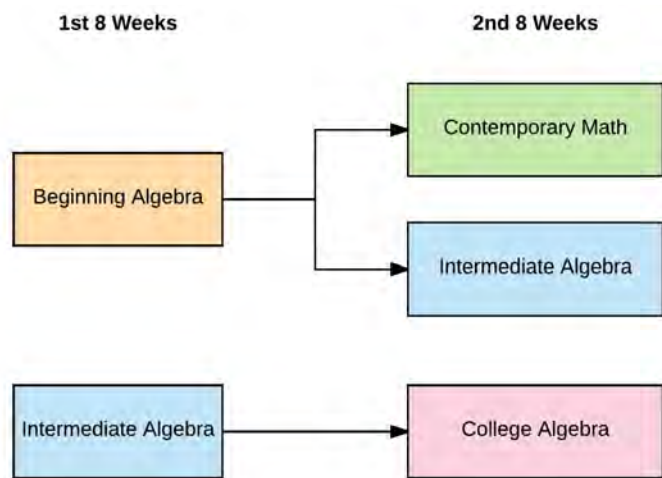 1st 8 Weeks
2nd 8 Weeks
Contemporary Math
Beginning Algebra
Intermediate Algebra
Intermediate Algebra
College Algebra